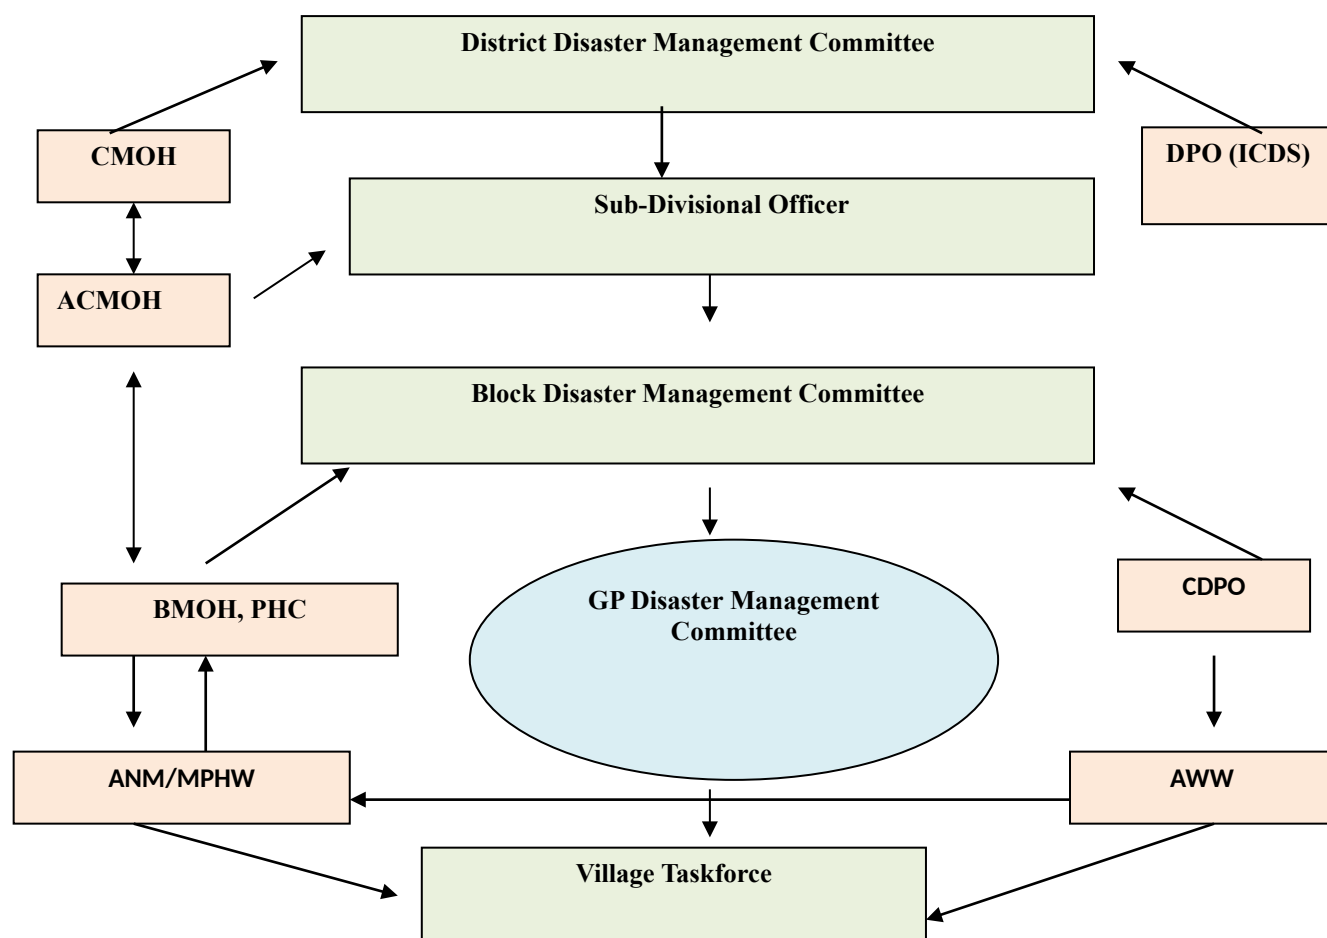 District Disaster Management Committee
CMOH
DPO (ICDS)
Sub-Divisional Officer
ACMOH
Block Disaster Management Committee
GP Disaster Management
Committee
CDPO
BMOH, PHC
ANM/MPHW
AWW
Village Taskforce